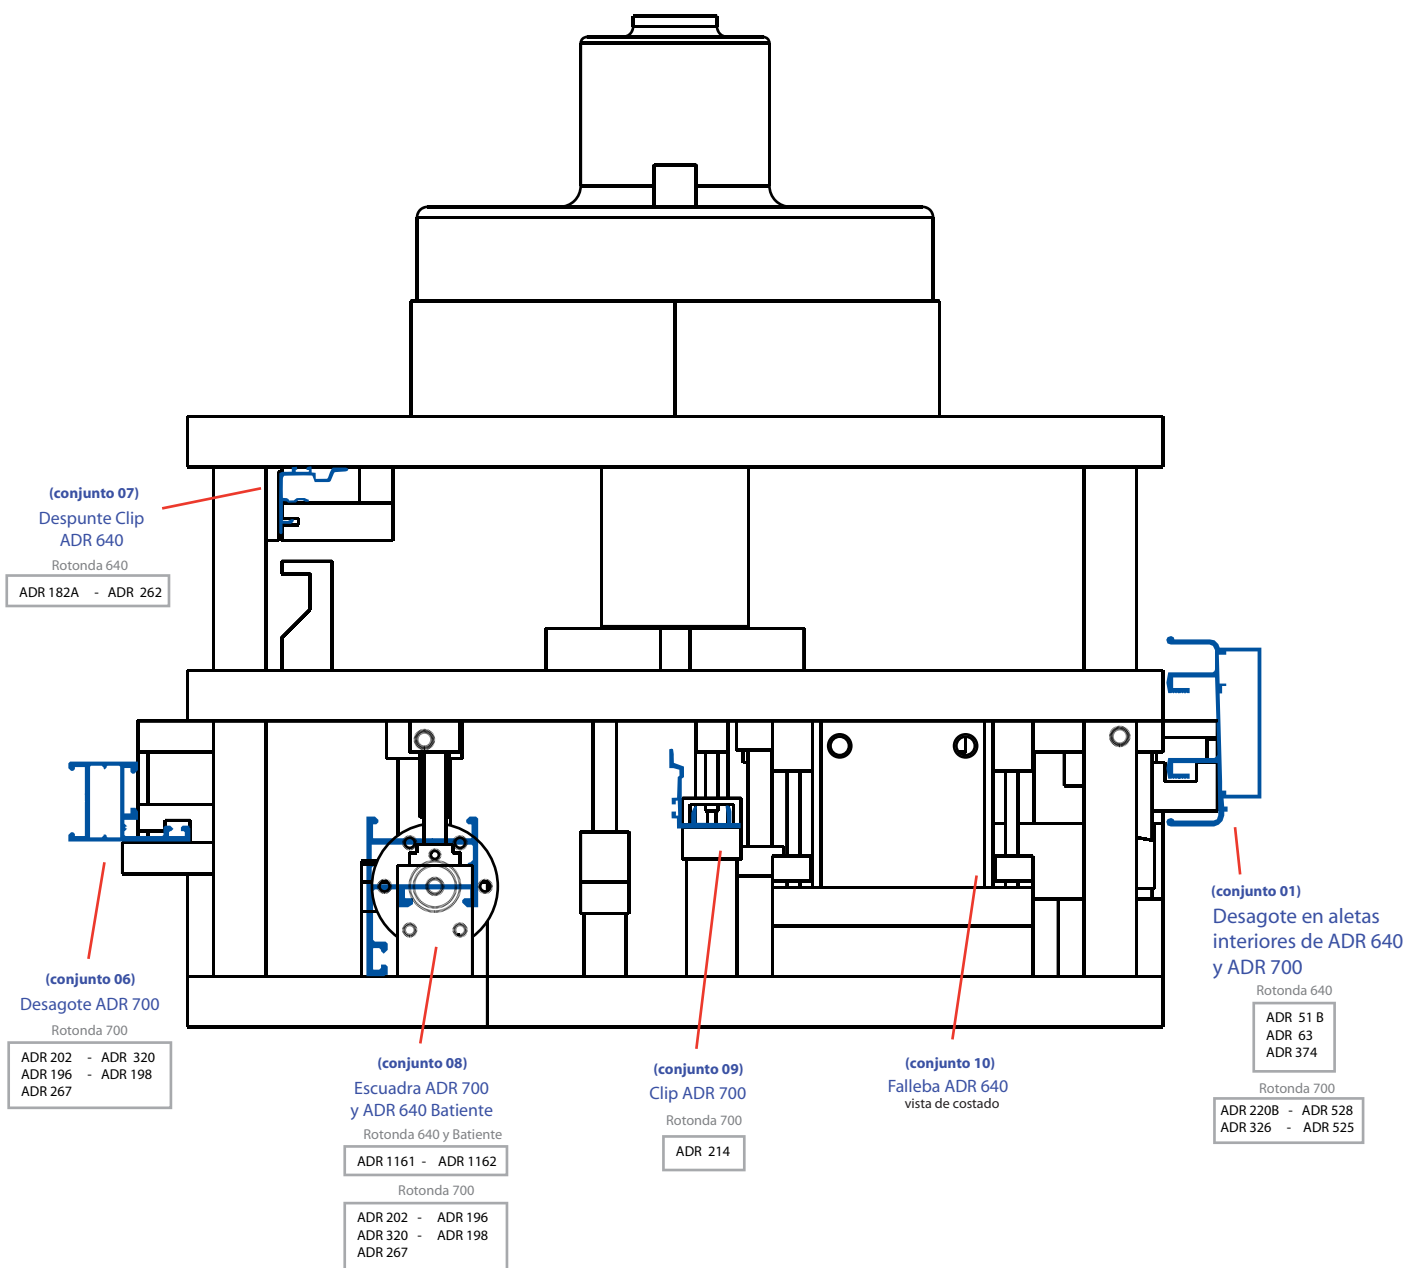 (conjunto 07)
Despunte Clip
ADR 640
Rotonda 640
ADR 182A - ADR 262
(conjunto 06)
Desagote ADR 700
Rotonda 700
ADR 202 - ADR 320
ADR 196 - ADR 198
ADR 267
(conjunto 08)
Escuadra ADR 700
y ADR 640 Batiente
Rotonda 640 y Batiente
ADR 1161 - ADR 1162
Rotonda 700
ADR 202 - ADR 196
ADR 320 - ADR 198
ADR 267
(conjunto 09)
Clip ADR 700
Rotonda 700
ADR 214
(conjunto 10)
Falleba ADR 640
vista de costado
(conjunto 01)
Desagote en aletas
interiores de ADR 640
y ADR 700
Rotonda 640
ADR 51 B
ADR 63
ADR 374
Rotonda 700
ADR 220B - ADR 528
ADR 326 - ADR 525